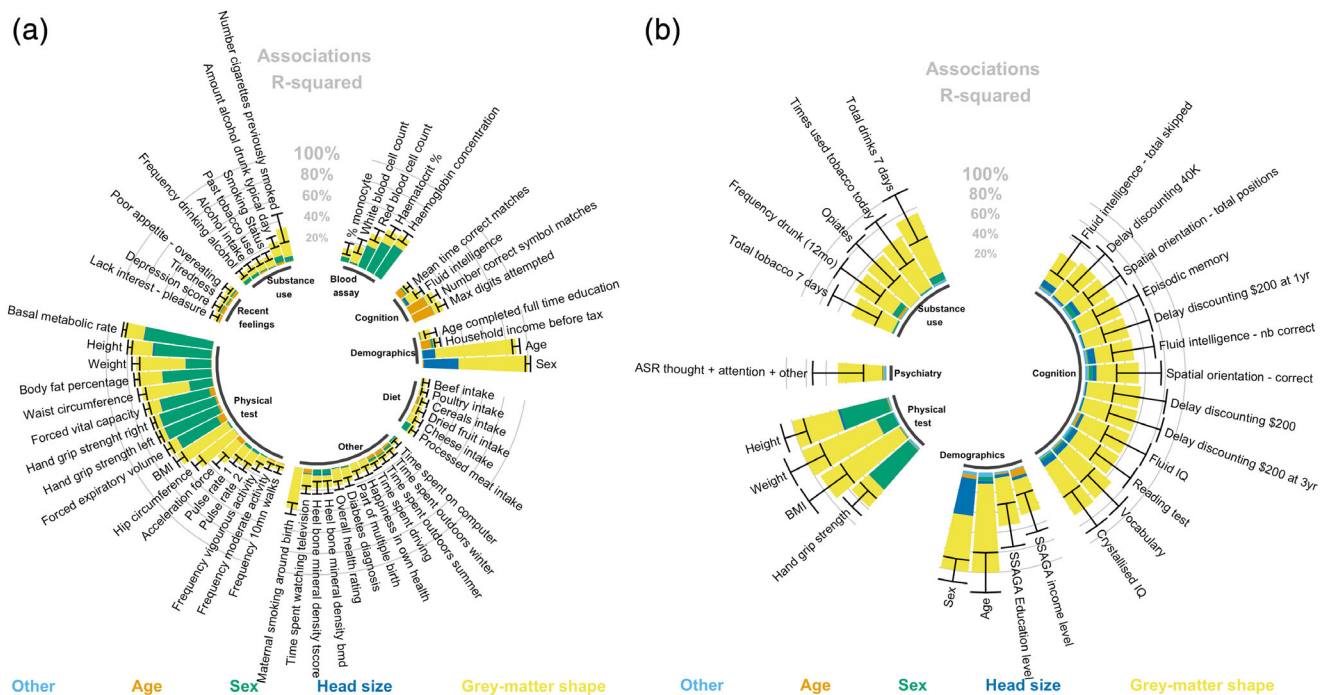 (a)
Associations
R-squared
100%
80%
60%
40%
20%
Number cigarettes previously smoked
Amount alcohol drunk typical day
Smoking Status
Past tobacco use
Alcohol intake
Frequency drinking alcohol
Substance
use
Poor appetite - overeating
Tiredness
Depression score
Lack interest - pleasure
Recent
feelings
% monocyte
White blood cell count
Red blood cell count
Haematocrit %
Haemoglobin concentration
Blood
assay
Mean time correct matches
Fluid intelligence
Number correct symbol matches
Max digits attempted
Cognition
Age completed full time education
Household income before tax
Age
Sex
Demographics
Beef intake
Poultry intake
Cereals intake
Dried fruit intake
Cheese intake
Processed meat intake
Diet
Time spent on computer
Time spent outdoors winter
Time spent outdoors summer
Time spent driving
Happiness in own health
Part of multiple birth
Diabetes diagnosis
Overall health rating
Heel bone mineral density bmd
Heel bone mineral density tscore
Time spent watching television
Maternal smoking around birth
Other
Basal metabolic rate
Height
Weight
Body fat percentage
Waist circumference
Forced vital capacity
Hand grip strenght right
Hand grip strenght left
Forced expiratory volume
BMI
Hip circumference
Acceleration force
Pulse rate 1
Pulse rate 2
Frequency vigourous activity
Frequency moderate activity
Frequency 10mn walks
Physical
test
Other
Age
Sex
Head size
Grey-matter shape
(b)
Associations
R-squared
100%
80%
60%
40%
20%
Total drinks 7 days
Times used tobacco today
Opiates
Frequency drunk (12mo)
Total tobacco 7 days
Substance
use
ASR thought + attention + other
Psychiatry
Height
Weight
BMI
Hand grip strength
Physical
test
Demographics
Sex
Age
SSAGA Education level
SSAGA income level
Cognition
Fluid intelligence - total skipped
Delay discounting 40K
Spatial orientation - total positions
Episodic memory
Delay discounting $200 at 1yr
Fluid intelligence - nb correct
Spatial orientation - correct
Delay discounting $200
Delay discounting $200 at 3yr
Fluid IQ
Reading test
Vocabulary
Crystallised IQ
Other
Age
Sex
Head size
Grey-matter shape